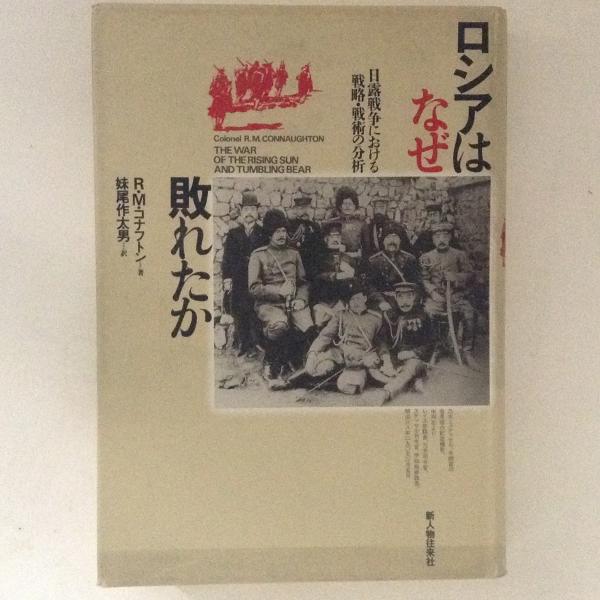 ロシアは
なぜ
敗れたか
日露戦争における
戦略・戦術の分析
Colonel R.M.CONNAUGHTON
THE WAR
OF THE RISING SUN
AND TUMBLING BEAR
R・M・コナフトン 著
妹尾作太男 訳
新人物往来社